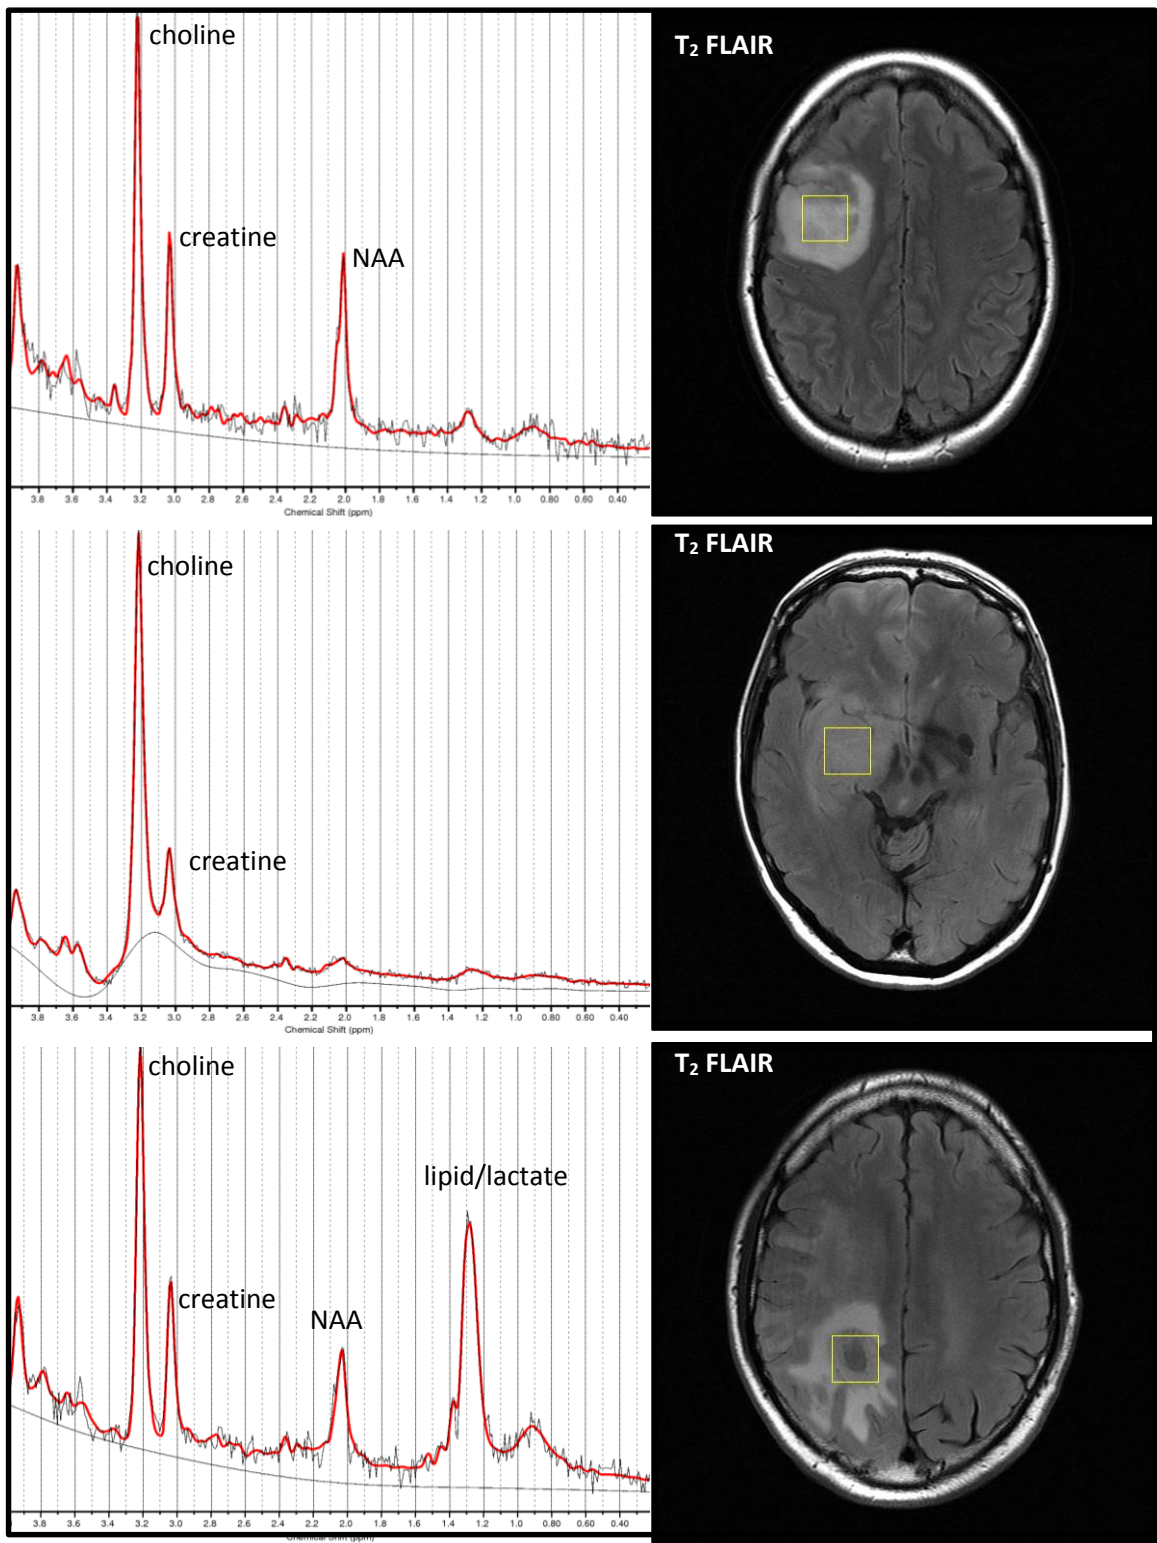 choline
T₂ FLAIR
creatine
NAA
3.8 3.6 3.4 3.2 3.0 2.8 2.6 2.4 2.2 2.0 1.8 1.6 1.4 1.2 1.0 0.80 0.60 0.40
Chemical Shift (ppm)
choline
T₂ FLAIR
creatine
3.8 3.6 3.4 3.2 3.0 2.8 2.6 2.4 2.2 2.0 1.8 1.6 1.4 1.2 1.0 0.80 0.60 0.40
Chemical Shift (ppm)
choline
T₂ FLAIR
lipid/lactate
creatine
NAA
3.8 3.6 3.4 3.2 3.0 2.8 2.6 2.4 2.2 2.0 1.8 1.6 1.4 1.2 1.0 0.80 0.60 0.40
Chemical Shift (ppm)